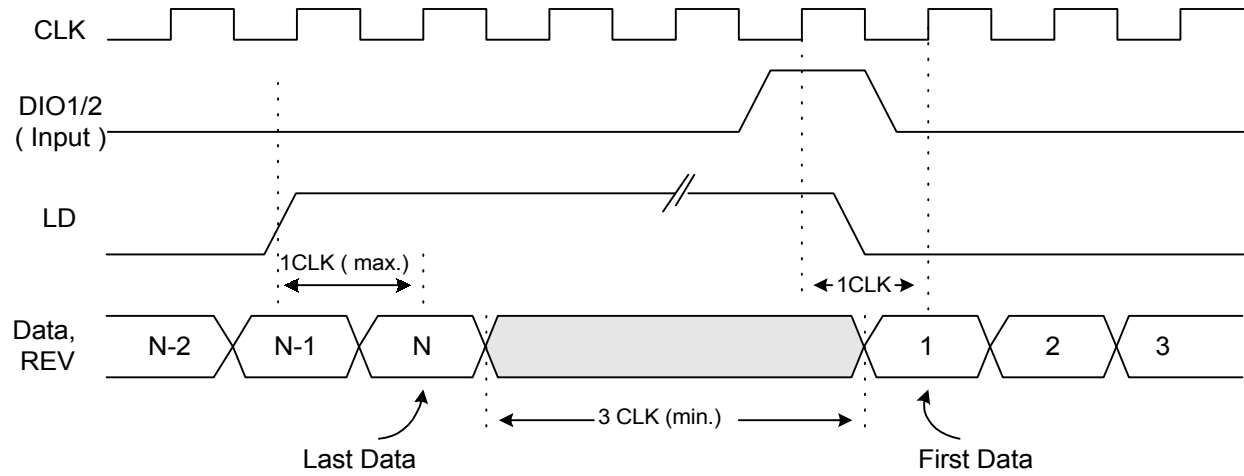 CLK
DIO1/2
( Input )
LD
1CLK ( max.)
1CLK
Data,
REV
N-2
N-1
N
1
2
3
3 CLK (min.)
Last Data
First Data